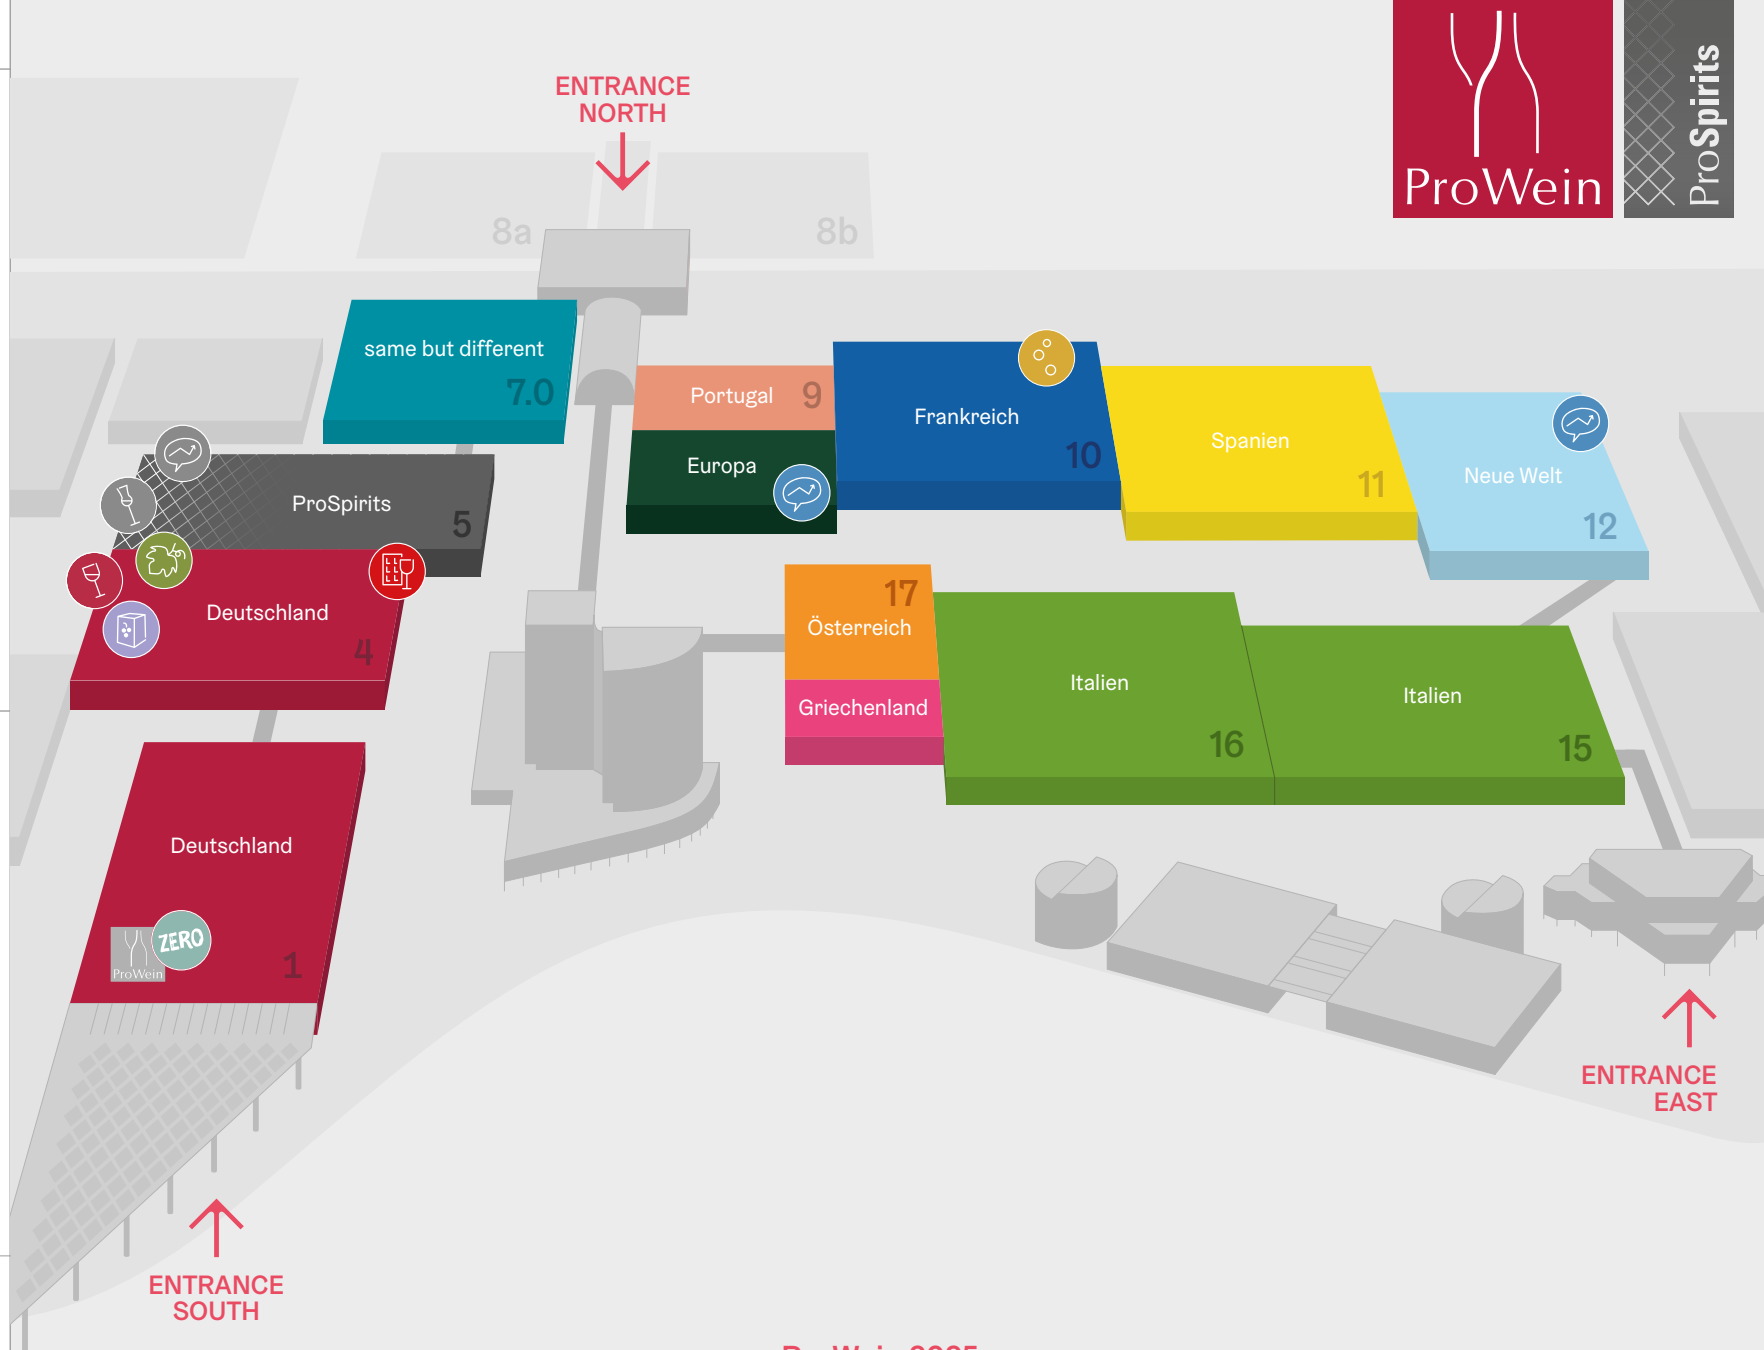 ENTRANCE
NORTH
ProWein
ProSpirits
8a
8b
same but different
7.0
Portugal
9
Europa
Frankreich
10
Spanien
11
Neue Welt
12
ProSpirits
5
Deutschland
4
17
Österreich
Griechenland
Italien
16
Italien
15
Deutschland
ProWein
ZERO
1
ENTRANCE
EAST
ENTRANCE
SOUTH